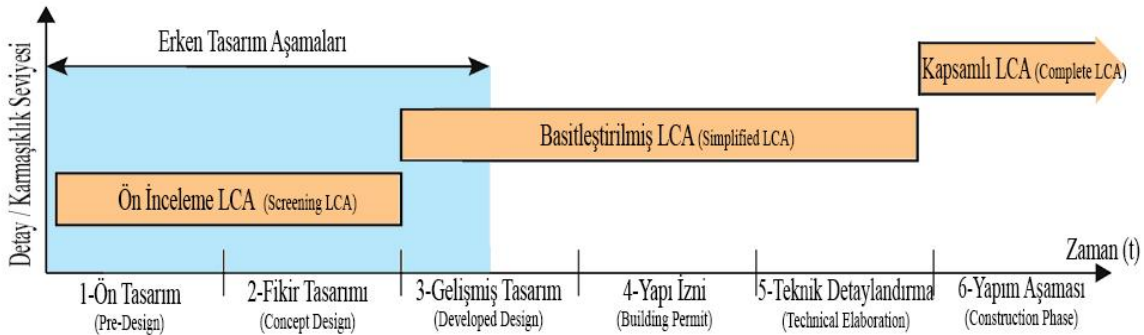 Detay / Karmaşıklık Seviyesi
Erken Tasarım Aşamaları
Kapsamlı LCA (Complete LCA)
Basitleştirilmiş LCA (Simplified LCA)
Ön İnceleme LCA (Screening LCA)
Zaman (t)
1-Ön Tasarım
(Pre-Design)
2-Fikir Tasarımı
(Concept Design)
3-Gelişmiş Tasarım
(Developed Design)
4-Yapı İzni
(Building Permit)
5-Teknik Detaylandırma
(Technical Elaboration)
6-Yapım Aşaması
(Construction Phase)